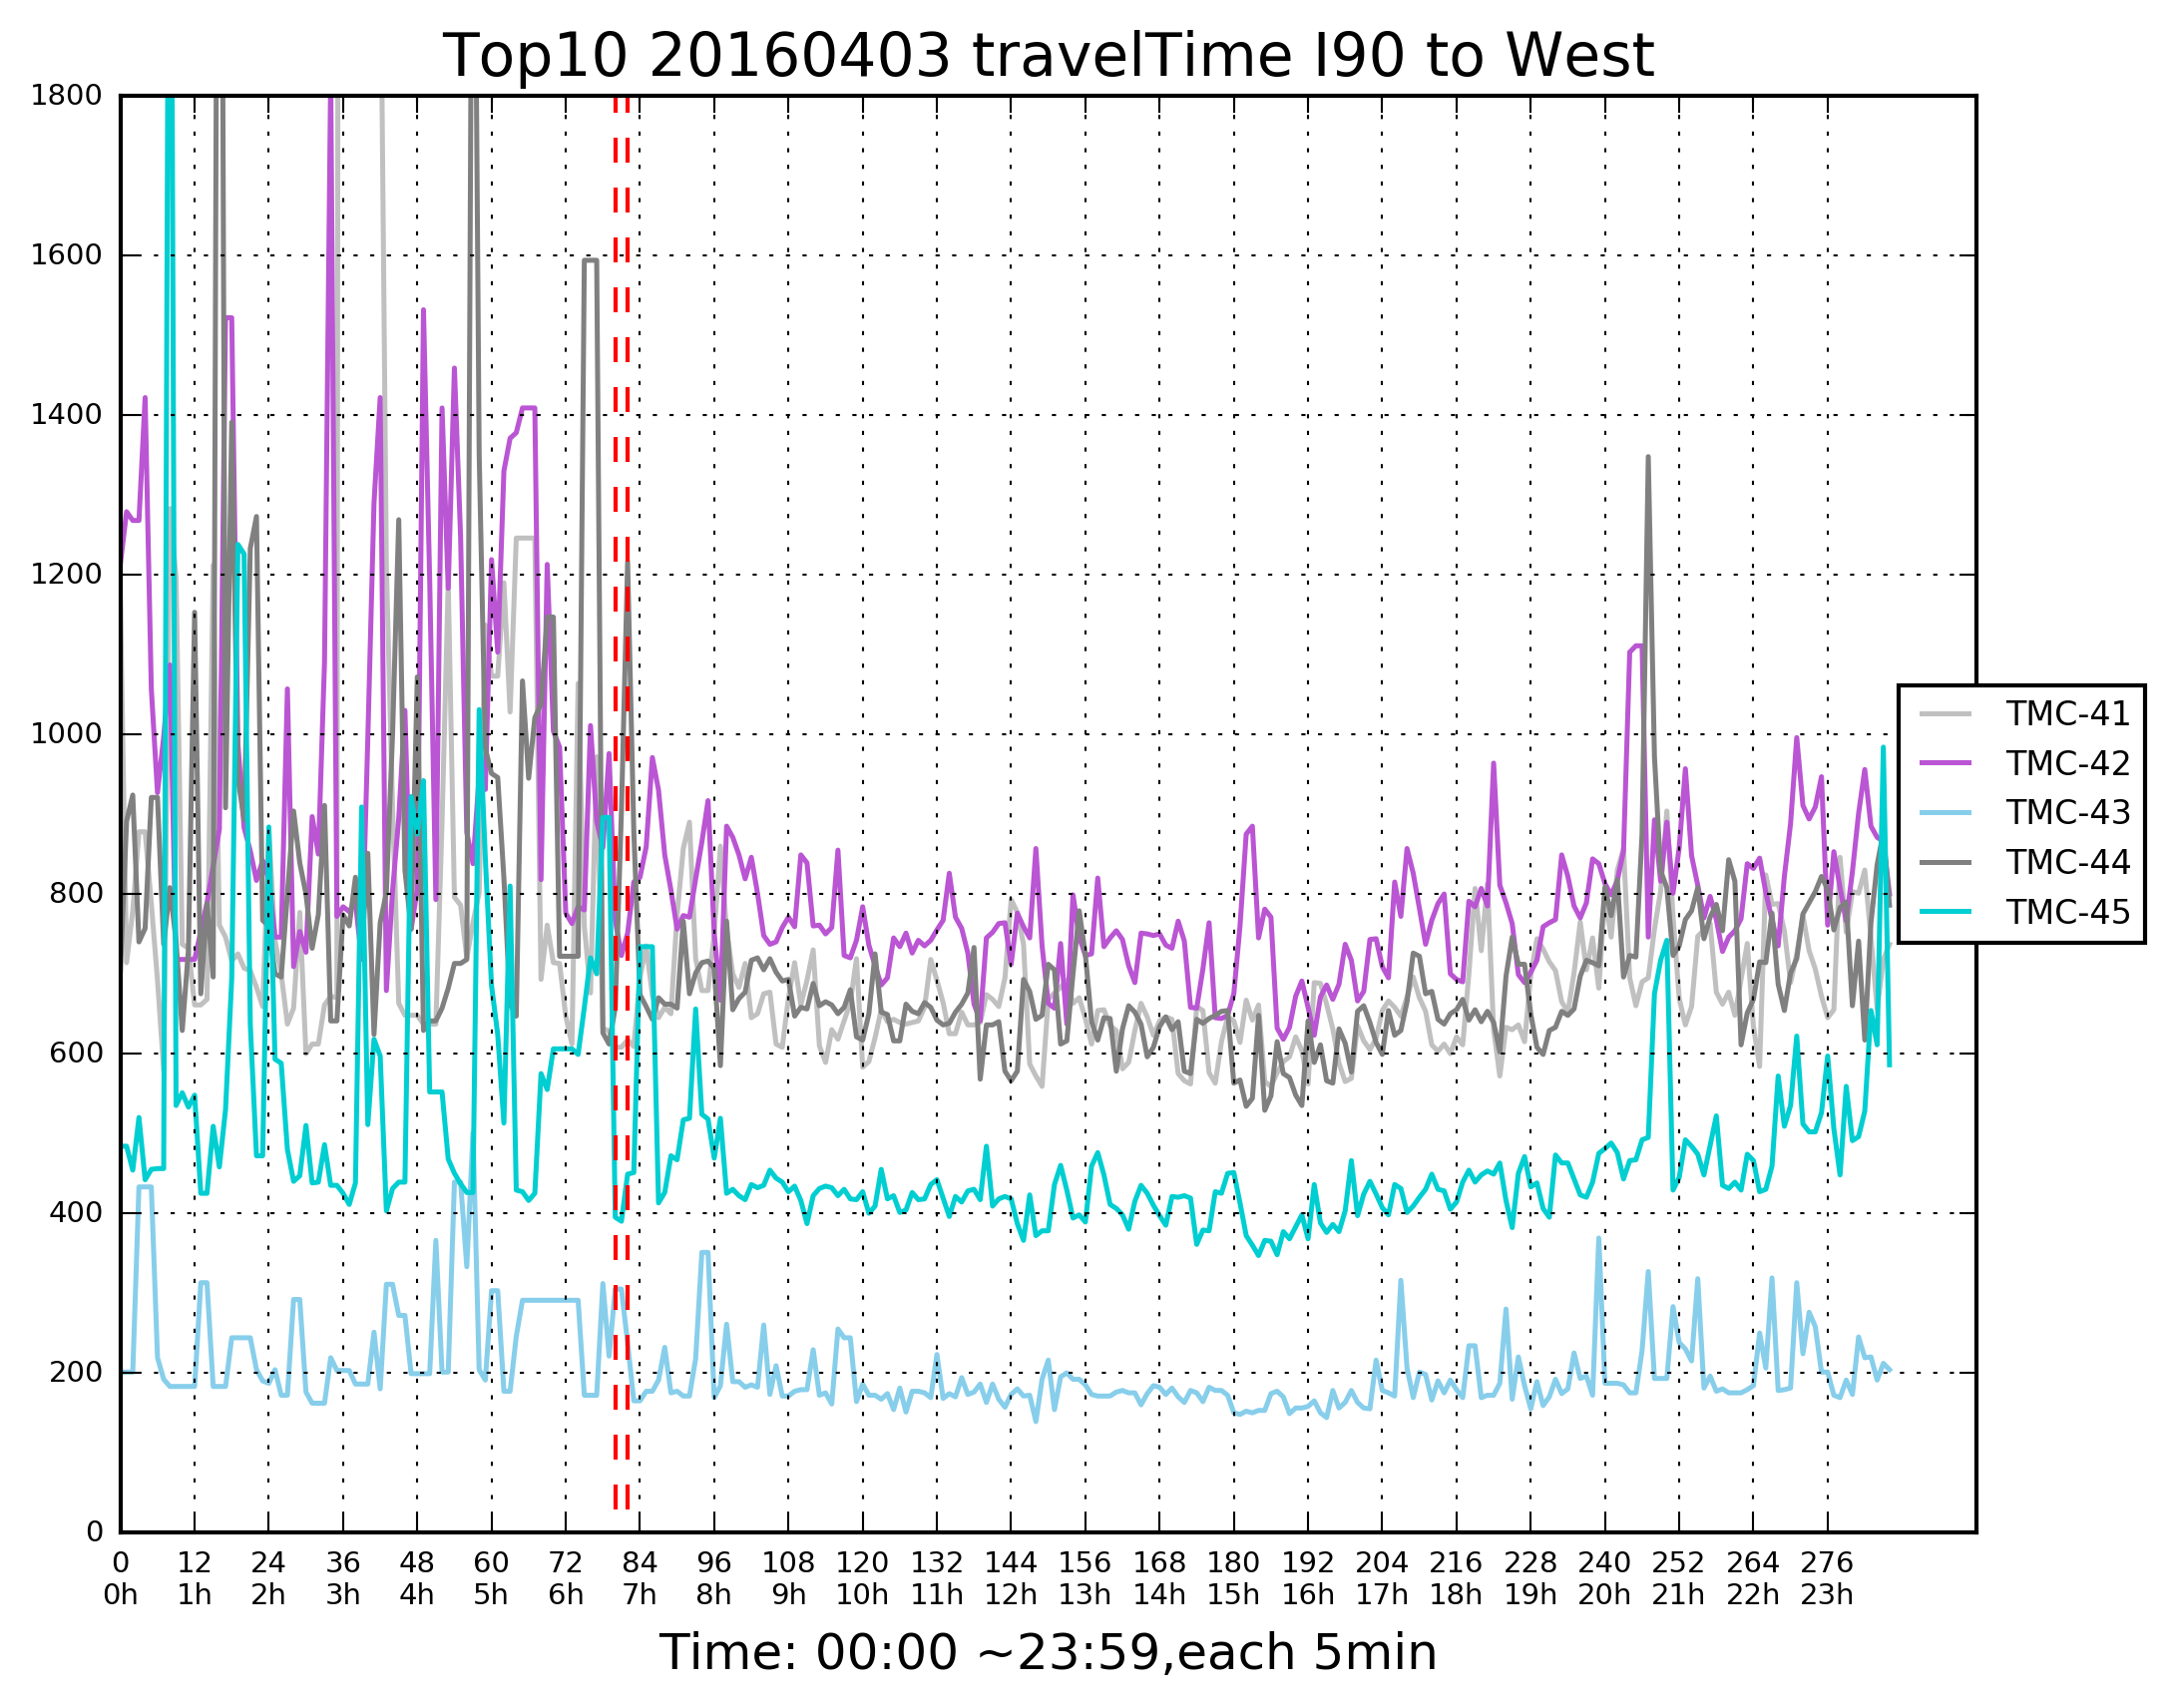 Top10 20160403 travelTime I90 to West
1800
1600
1400
1200
1000
800
600
400
200
0
TMC-41
TMC-42
TMC-43
TMC-44
TMC-45
0 12 24 36 48 60 72 84 96 108 120 132 144 156 168 180 192 204 216 228 240 252 264 276
0h 1h 2h 3h 4h 5h 6h 7h 8h 9h 10h 11h 12h 13h 14h 15h 16h 17h 18h 19h 20h 21h 22h 23h
Time: 00:00 ~23:59,each 5min